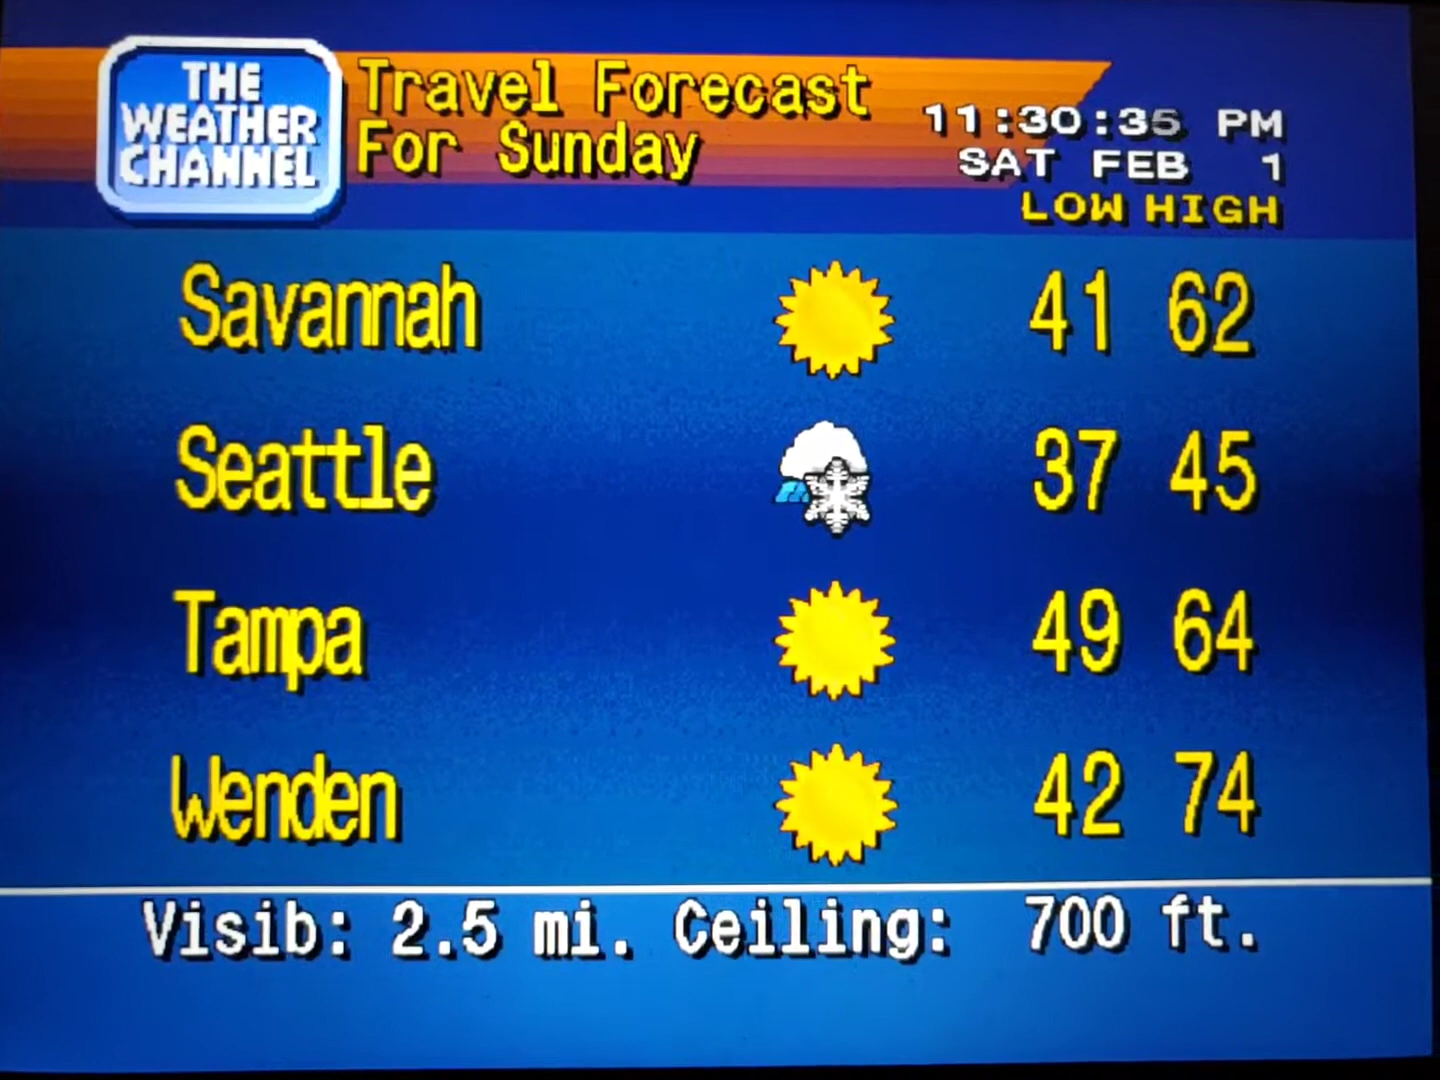 THE
WEATHER
CHANNEL
Travel Forecast
For Sunday
11:30:35 PM
SAT FEB 1
LOW HIGH
Savannah 41 62
Seattle 37 45
Tampa 49 64
Wenden 42 74
Visib: 2.5 mi. Ceiling: 700 ft.